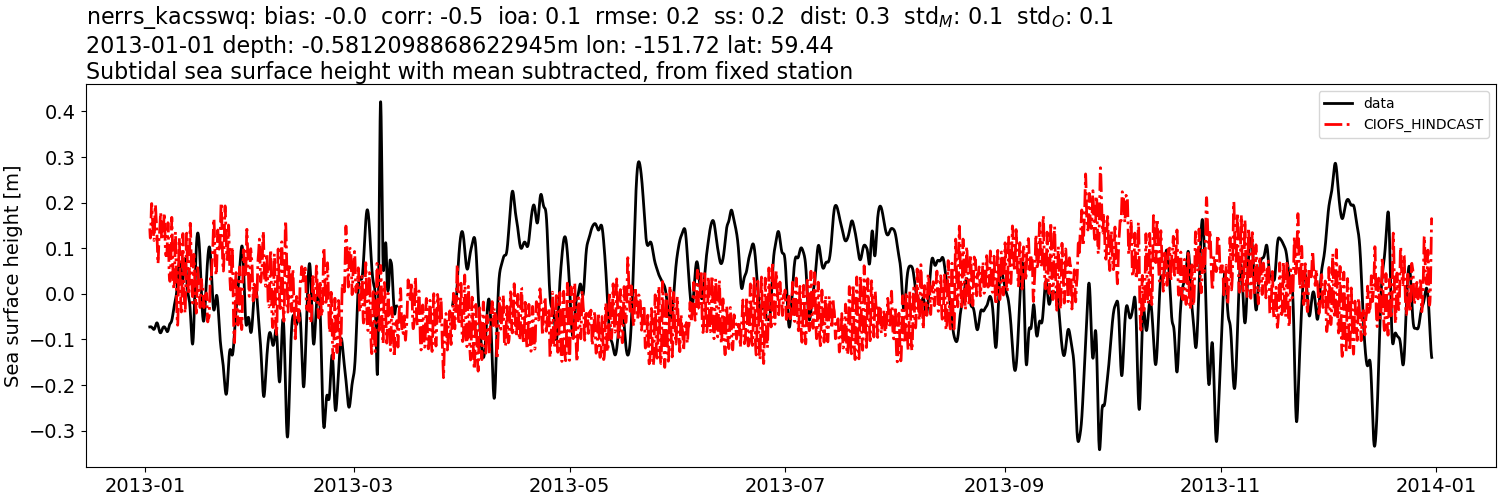 nerrs_kacsswq: bias: -0.0  corr: -0.5  ioa: 0.1  rmse: 0.2  ss: 0.2  dist: 0.3  std_M: 0.1  std_O: 0.1
2013-01-01 depth: -0.5812098868622945m lon: -151.72 lat: 59.44
Subtidal sea surface height with mean subtracted, from fixed station
Sea surface height [m]
0.4
0.3
0.2
0.1
0.0
−0.1
−0.2
−0.3
data
CIOFS_HINDCAST
2013-01
2013-03
2013-05
2013-07
2013-09
2013-11
2014-01